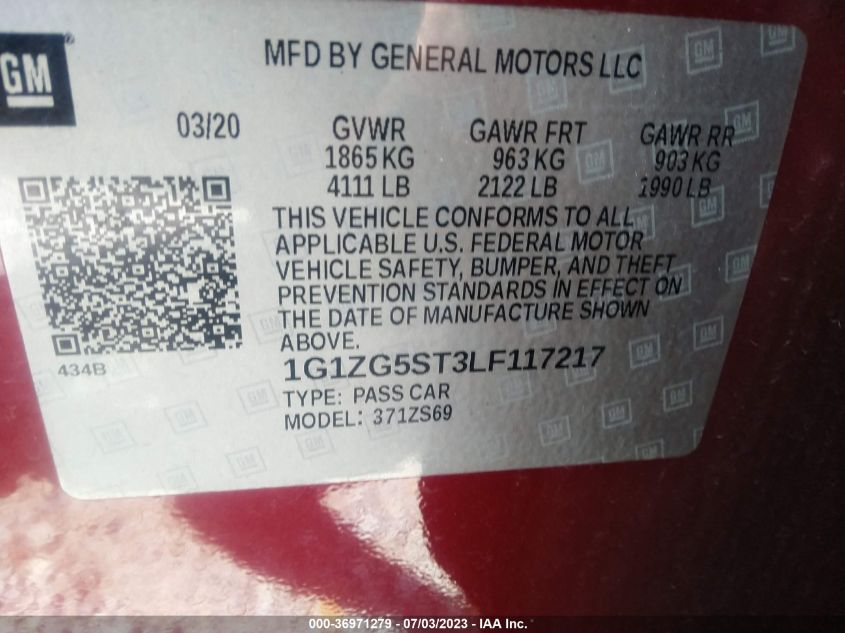 GM
MFD BY GENERAL MOTORS LLC
03/20 GVWR GAWR FRT GAWR RR
1865 KG 963 KG 903 KG
4111 LB 2122 LB 1990 LB
THIS VEHICLE CONFORMS TO ALL
APPLICABLE U.S. FEDERAL MOTOR
VEHICLE SAFETY, BUMPER, AND THEFT
PREVENTION STANDARDS IN EFFECT ON
THE DATE OF MANUFACTURE SHOWN
ABOVE.
434B
1G1ZG5ST3LF117217
TYPE: PASS CAR
MODEL: 371ZS69
000-36971279 - 07/03/2023 - IAA Inc.